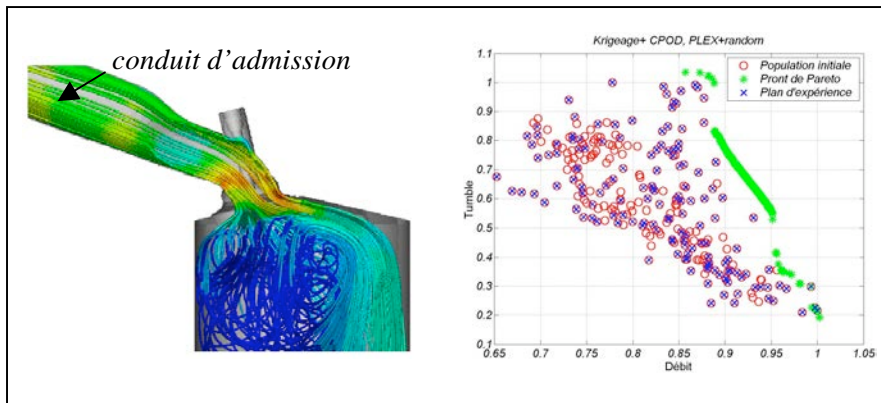 conduit d'admission
Krigeage+ CPOD, PLEX+random
Population initiale
Pront de Pareto
Plan d'expérience
Tumble
1.1
1
0.9
0.8
0.7
0.6
0.5
0.4
0.3
0.2
0.1
0.65
0.7
0.75
0.8
0.85
0.9
0.95
1
1.05
Débit